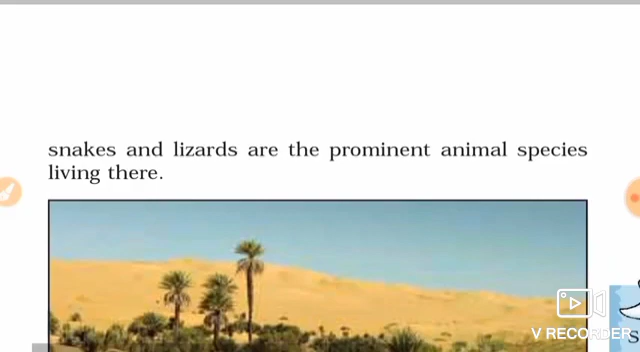 snakes and lizards are the prominent animal species
living there.
V RECORDER
S